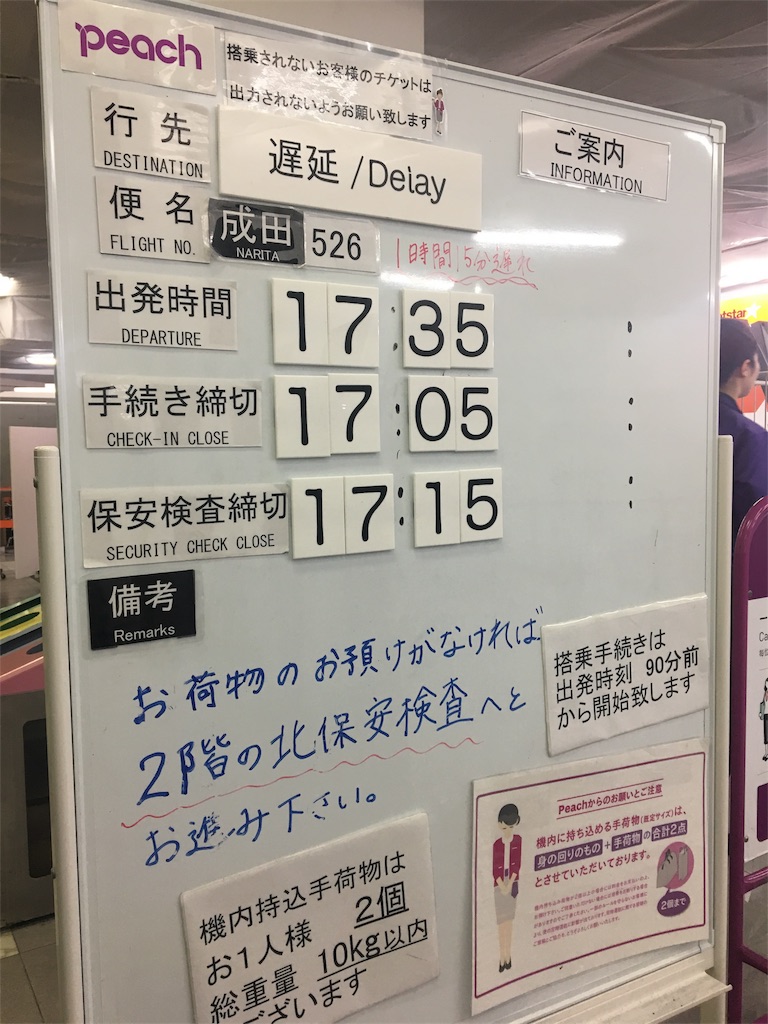 peach
搭乗されないお客様のチケットは
出力されないようお願い致します
行先
DESTINATION
遅延/Delay
ご案内
INFORMATION
便名
FLIGHT NO.
成田
NARITA
526
1時間15分遅れ
出発時間
DEPARTURE
17:35
手続き締切
CHECK-IN CLOSE
17:05
保安検査締切
SECURITY CHECK CLOSE
17:15
備考
Remarks
お荷物のお預けがなければ
2階の北保安検査へと
お進み下さい。
搭乗手続きは
出発時刻 90分前
から開始致します
機内持込手荷物は
お1人様 2個
総重量 10kg以内
ございます
Peachからのお願いとご注意
機内に持ち込める手荷物(規定サイズ)は、
身の回りのもの+手荷物の合計2点
とさせていただいております。
2個まで